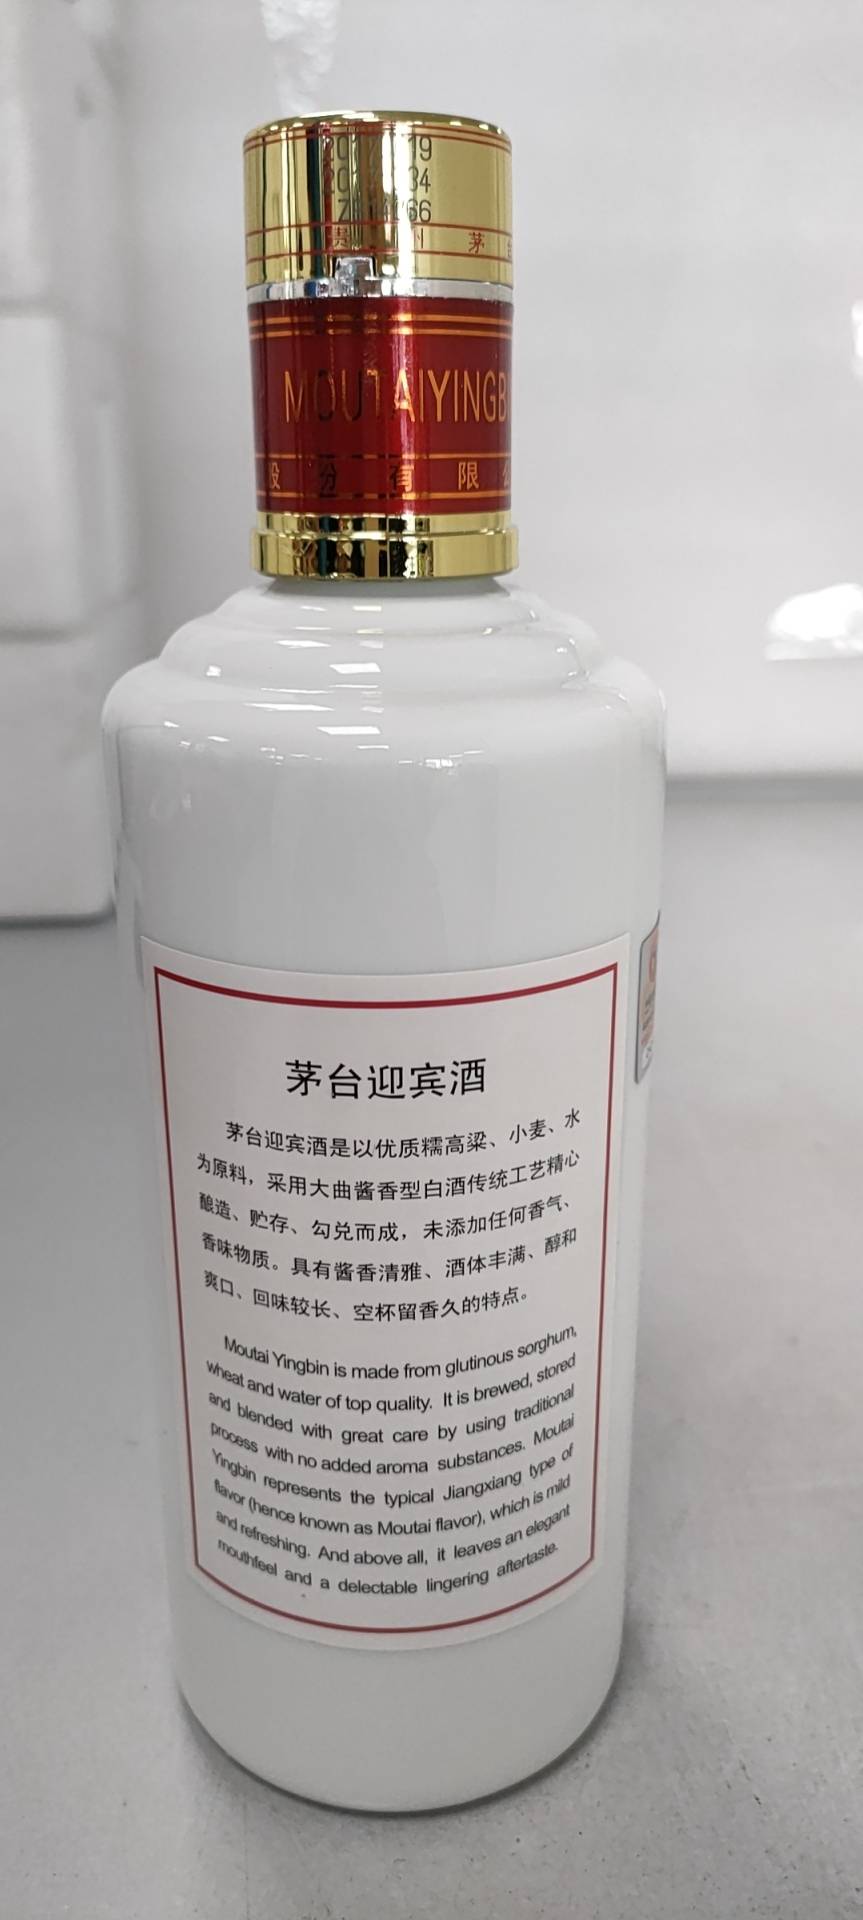 茅
MOUTAIYINGB
份有限
茅台迎宾酒
茅台迎宾酒是以优质糯高粱、小麦、水
为原料，采用大曲酱香型白酒传统工艺精心
酿造、贮存、勾兑而成，未添加任何香气、
香味物质。具有酱香清雅、酒体丰满、醇和
爽口、回味较长、空杯留香久的特点。
Moutai Yingbin is made from glutinous sorghum,
wheat and water of top quality. It is brewed, stored
and blended with great care by using traditional
process with no added aroma substances. Moutai
Yingbin represents the typical Jiangxiang type of
flavor (hence known as Moutai flavor), which is mild
and refreshing. And above all, it leaves an elegant
mouthfeel and a delectable lingering aftertaste.